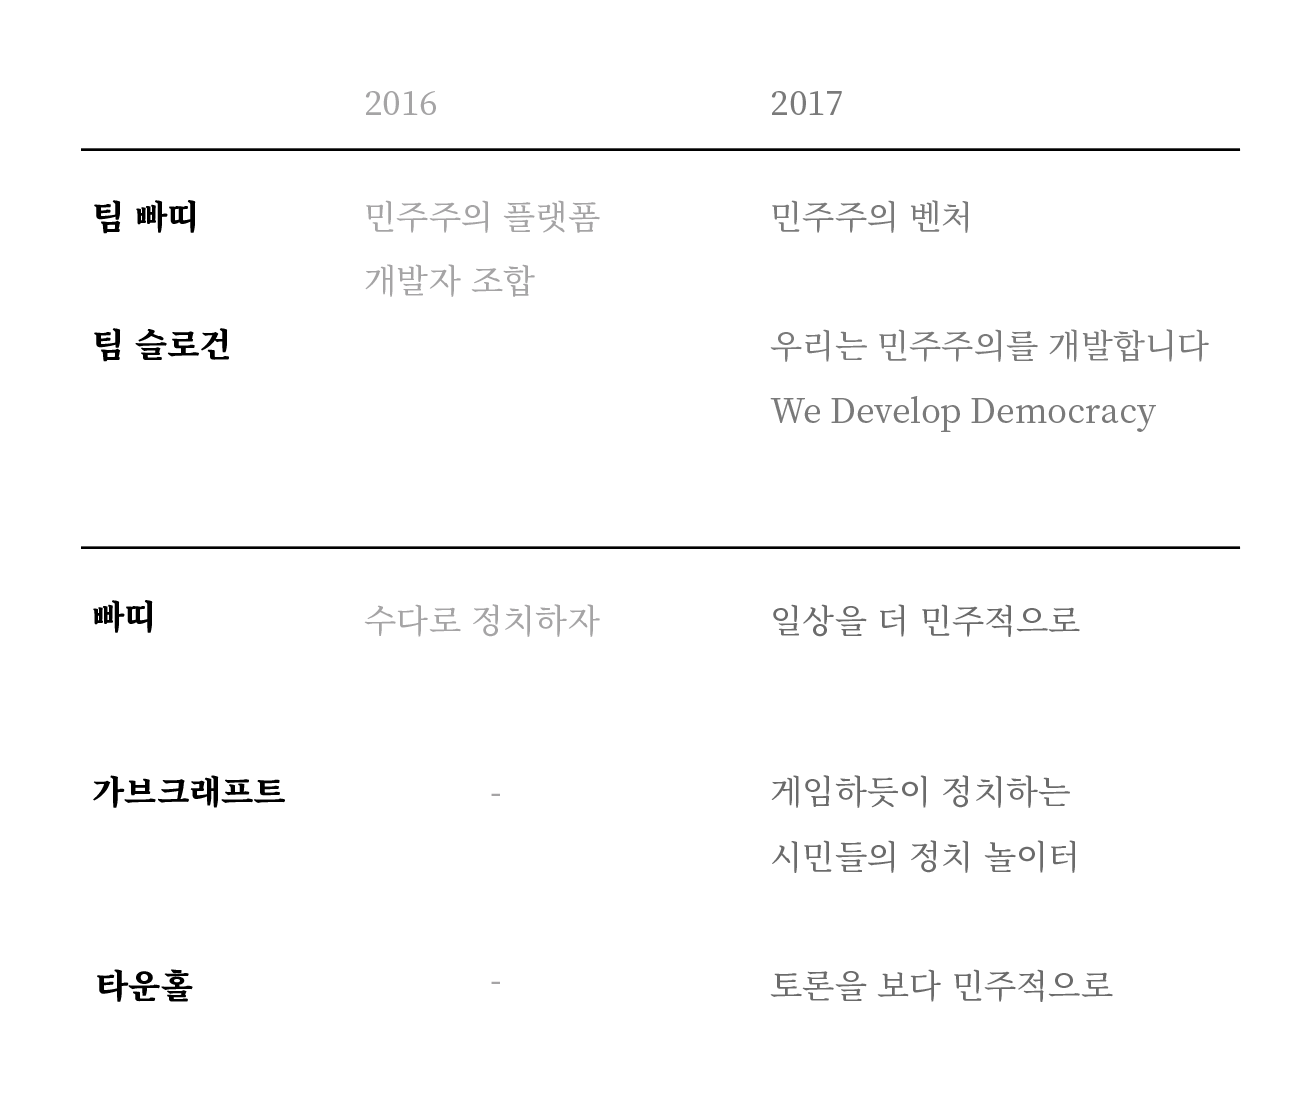 2016 2017
팀 빠띠 민주주의 플랫폼 민주주의 벤처
개발자 조합
팀 슬로건 우리는 민주주의를 개발합니다
We Develop Democracy
빠띠 수다로 정치하자 일상을 더 민주적으로
가브크래프트 - 게임하듯이 정치하는
시민들의 정치 놀이터
타운홀 - 토론을 보다 민주적으로